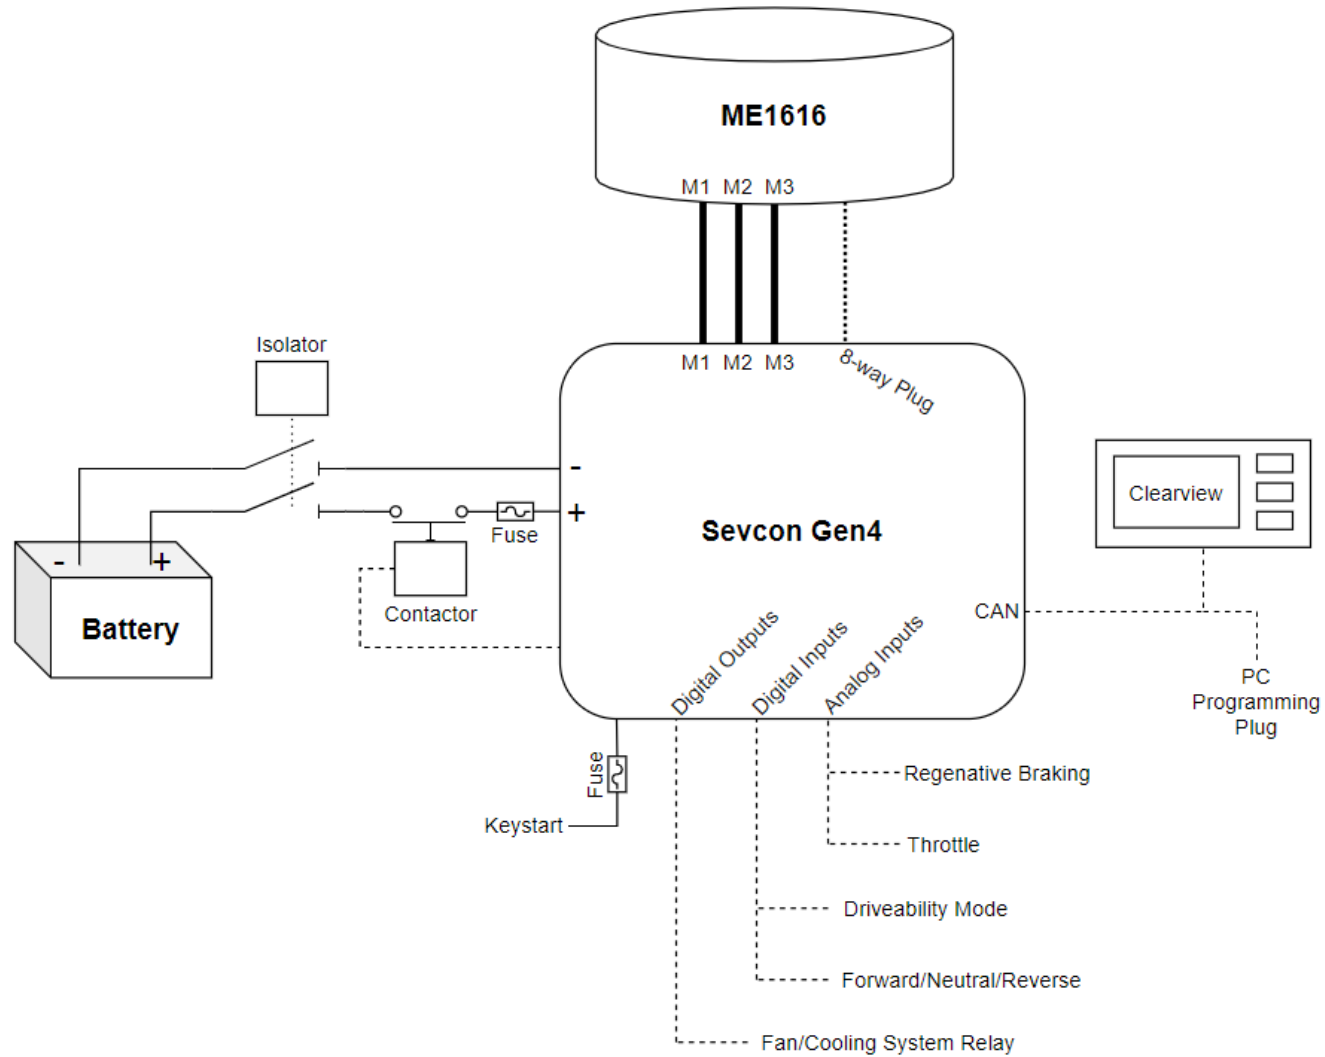 ME1616
M1 M2 M3
Isolator
M1 M2 M3
8-way Plug
-
+
Fuse
Sevcon Gen4
Clearview
- +
Battery
Contactor
CAN
Digital Outputs
Digital Inputs
Analog Inputs
PC
Programming
Plug
Fuse
Keystart
Regenative Braking
Throttle
Driveability Mode
Forward/Neutral/Reverse
Fan/Cooling System Relay